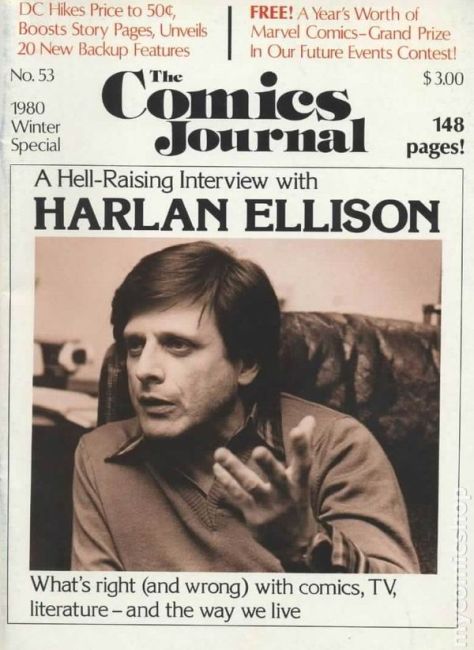 DC Hikes Price to 50¢,
Boosts Story Pages, Unveils
20 New Backup Features
FREE! A Year's Worth of
Marvel Comics–Grand Prize
In Our Future Events Contest!
No. 53
1980
Winter
Special
The
Comics
Journal
$3.00
148
pages!
A Hell-Raising Interview with
HARLAN ELLISON
What's right (and wrong) with comics, TV,
literature – and the way we live
mycomicshop